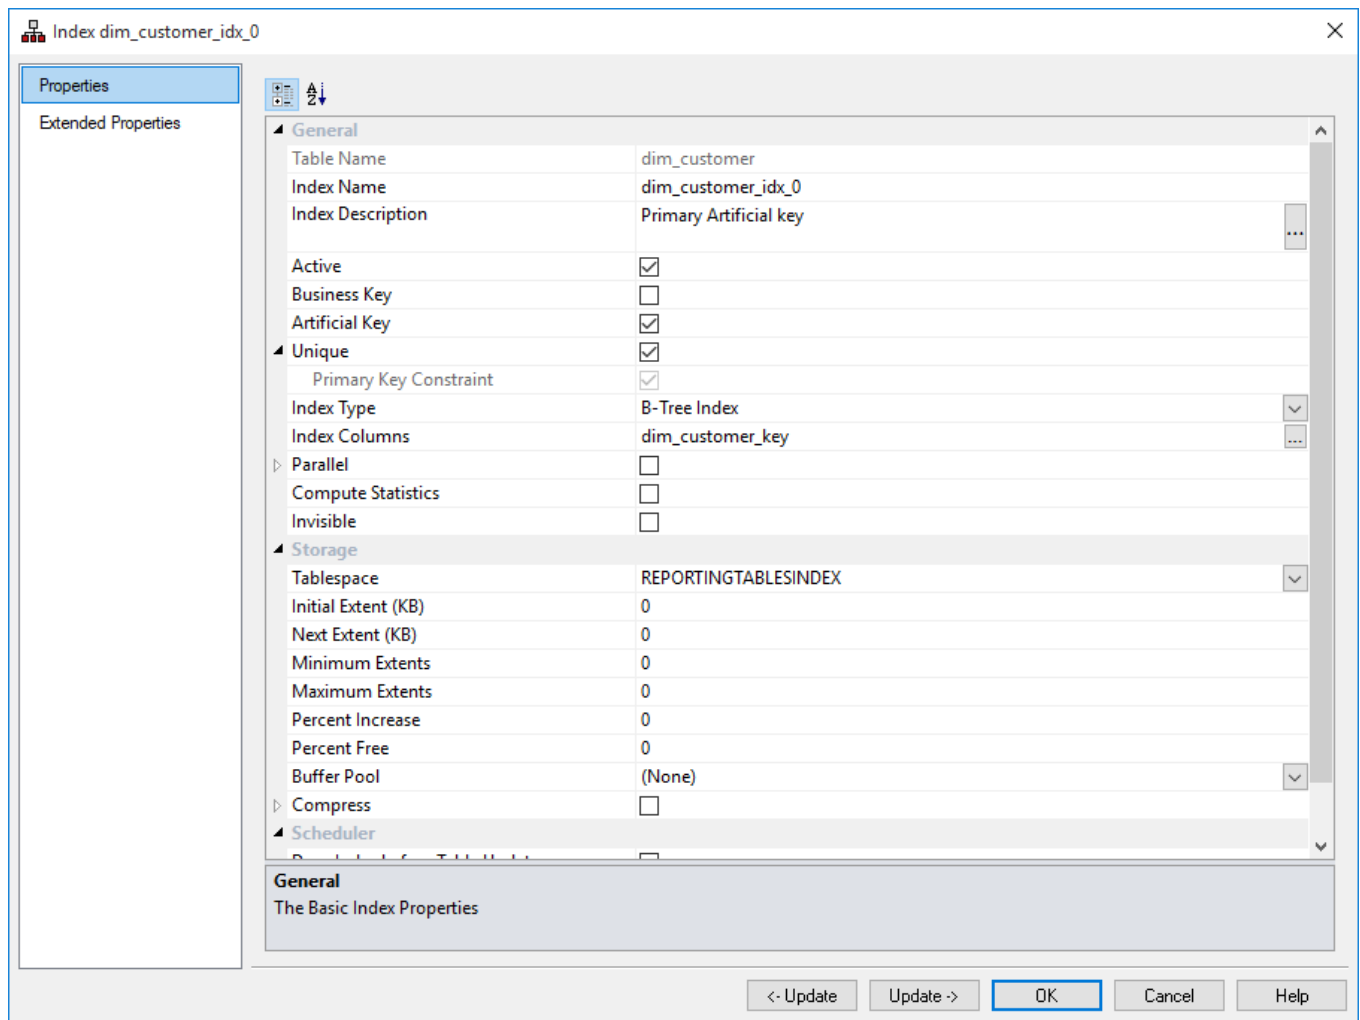 Index dim_customer_idx_0
Properties
Extended Properties
General
Table Name dim_customer
Index Name dim_customer_idx_0
Index Description Primary Artificial key
...
Active
Business Key
Artificial Key
Unique
Primary Key Constraint
Index Type B-Tree Index
Index Columns dim_customer_key ...
Parallel
Compute Statistics
Invisible
Storage
Tablespace REPORTINGTABLESINDEX
Initial Extent (KB) 0
Next Extent (KB) 0
Minimum Extents 0
Maximum Extents 0
Percent Increase 0
Percent Free 0
Buffer Pool (None)
Compress
Scheduler
General
The Basic Index Properties
<- Update Update -> OK Cancel Help